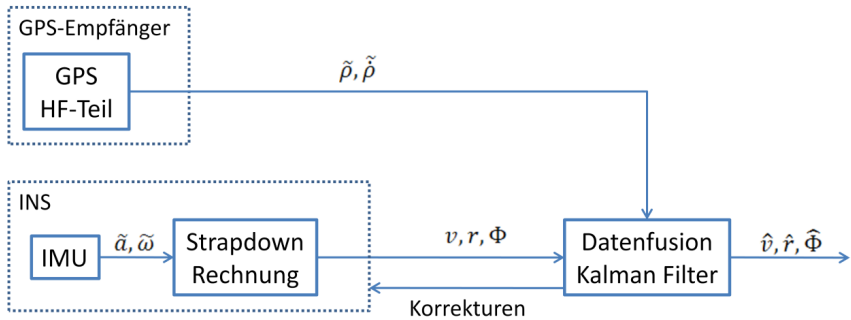 GPS-Empfänger
GPS
HF-Teil
ρ̃, ρ̇̃
INS
IMU
ã, ω̃
Strapdown
Rechnung
v, r, Φ
Datenfusion
Kalman Filter
v̂, r̂, Φ̂
Korrekturen